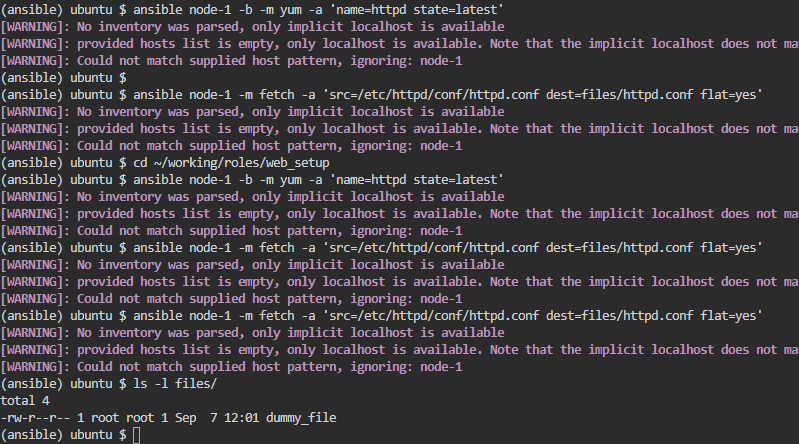 (ansible) ubuntu $ ansible node-1 -b -m yum -a 'name=httpd state=latest'
[WARNING]: No inventory was parsed, only implicit localhost is available
[WARNING]: provided hosts list is empty, only localhost is available. Note that the implicit localhost does not ma
[WARNING]: Could not match supplied host pattern, ignoring: node-1
(ansible) ubuntu $
(ansible) ubuntu $ ansible node-1 -m fetch -a 'src=/etc/httpd/conf/httpd.conf dest=files/httpd.conf flat=yes'
[WARNING]: No inventory was parsed, only implicit localhost is available
[WARNING]: provided hosts list is empty, only localhost is available. Note that the implicit localhost does not ma
[WARNING]: Could not match supplied host pattern, ignoring: node-1
(ansible) ubuntu $ cd ~/working/roles/web_setup
(ansible) ubuntu $ ansible node-1 -b -m yum -a 'name=httpd state=latest'
[WARNING]: No inventory was parsed, only implicit localhost is available
[WARNING]: provided hosts list is empty, only localhost is available. Note that the implicit localhost does not ma
[WARNING]: Could not match supplied host pattern, ignoring: node-1
(ansible) ubuntu $ ansible node-1 -m fetch -a 'src=/etc/httpd/conf/httpd.conf dest=files/httpd.conf flat=yes'
[WARNING]: No inventory was parsed, only implicit localhost is available
[WARNING]: provided hosts list is empty, only localhost is available. Note that the implicit localhost does not ma
[WARNING]: Could not match supplied host pattern, ignoring: node-1
(ansible) ubuntu $ ansible node-1 -m fetch -a 'src=/etc/httpd/conf/httpd.conf dest=files/httpd.conf flat=yes'
[WARNING]: No inventory was parsed, only implicit localhost is available
[WARNING]: provided hosts list is empty, only localhost is available. Note that the implicit localhost does not ma
[WARNING]: Could not match supplied host pattern, ignoring: node-1
(ansible) ubuntu $ ls -l files/
total 4
-rw-r--r-- 1 root root 1 Sep  7 12:01 dummy_file
(ansible) ubuntu $